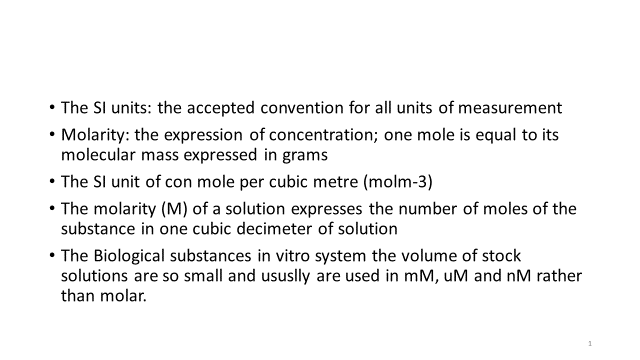 • The SI units: the accepted convention for all units of measurement
• Molarity: the expression of concentration; one mole is equal to its
molecular mass expressed in grams
• The SI unit of con mole per cubic metre (molm-3)
• The molarity (M) of a solution expresses the number of moles of the
substance in one cubic decimeter of solution
• The Biological substances in vitro system the volume of stock
solutions are so small and ususlly are used in mM, uM and nM rather
than molar.
1